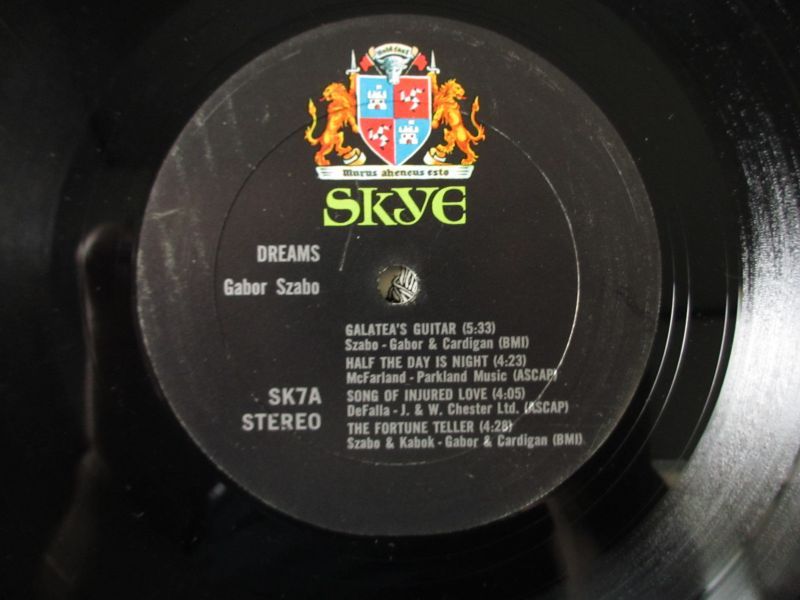 Hold Fast
Murus aheneus esto
SKYE
DREAMS
Gabor Szabo
GALATEA'S GUITAR (5:33)
Szabo - Gabor & Cardigan (BMI)
HALF THE DAY IS NIGHT (4:23)
McFarland - Parkland Music (ASCAP)
SK7A
STEREO
SONG OF INJURED LOVE (4:05)
DeFalla - J. & W. Chester Ltd. (ASCAP)
THE FORTUNE TELLER (4:28)
Szabo & Kabok - Gabor & Cardigan (BMI)